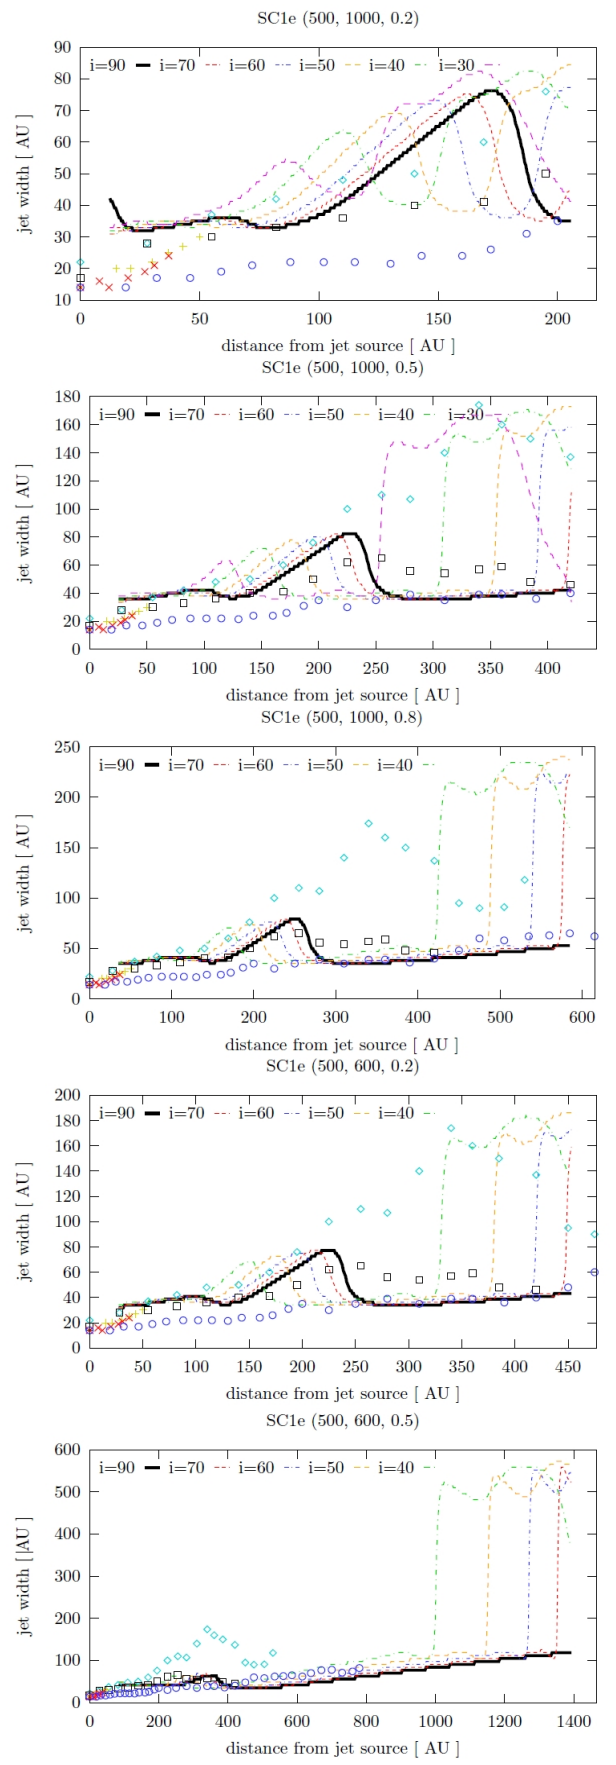 SC1e (500, 1000, 0.2)
i=90 i=70 i=60 i=50 i=40 i=30
90
80
70
60
50
40
30
20
10
jet width [ AU ]
0 50 100 150 200
distance from jet source [ AU ]
SC1e (500, 1000, 0.5)
i=90 i=70 i=60 i=50 i=40 i=30
180
160
140
120
100
80
60
40
20
0
jet width [ AU ]
0 50 100 150 200 250 300 350 400
distance from jet source [ AU ]
SC1e (500, 1000, 0.8)
i=90 i=70 i=60 i=50 i=40
250
200
150
100
50
0
jet width [ AU ]
0 100 200 300 400 500 600
distance from jet source [ AU ]
SC1e (500, 600, 0.2)
i=90 i=70 i=60 i=50 i=40
200
180
160
140
120
100
80
60
40
20
0
jet width [ AU ]
0 50 100 150 200 250 300 350 400 450
distance from jet source [ AU ]
SC1e (500, 600, 0.5)
i=90 i=70 i=60 i=50 i=40
600
500
400
300
200
100
0
jet width [ |AU ]
0 200 400 600 800 1000 1200 1400
distance from jet source [ AU ]